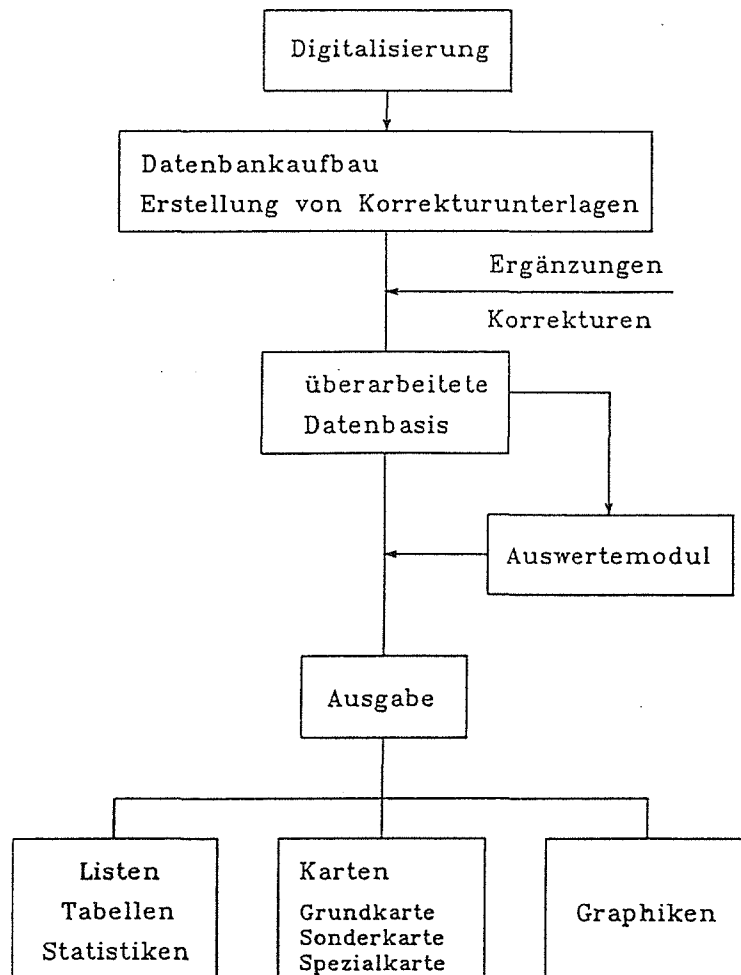 Digitalisierung
Datenbankaufbau
Erstellung von Korrekturunterlagen
Ergänzungen
Korrekturen
überarbeitete
Datenbasis
Auswertemodul
Ausgabe
Listen
Tabellen
Statistiken
Karten
Grundkarte
Sonderkarte
Spezialkarte
Graphiken